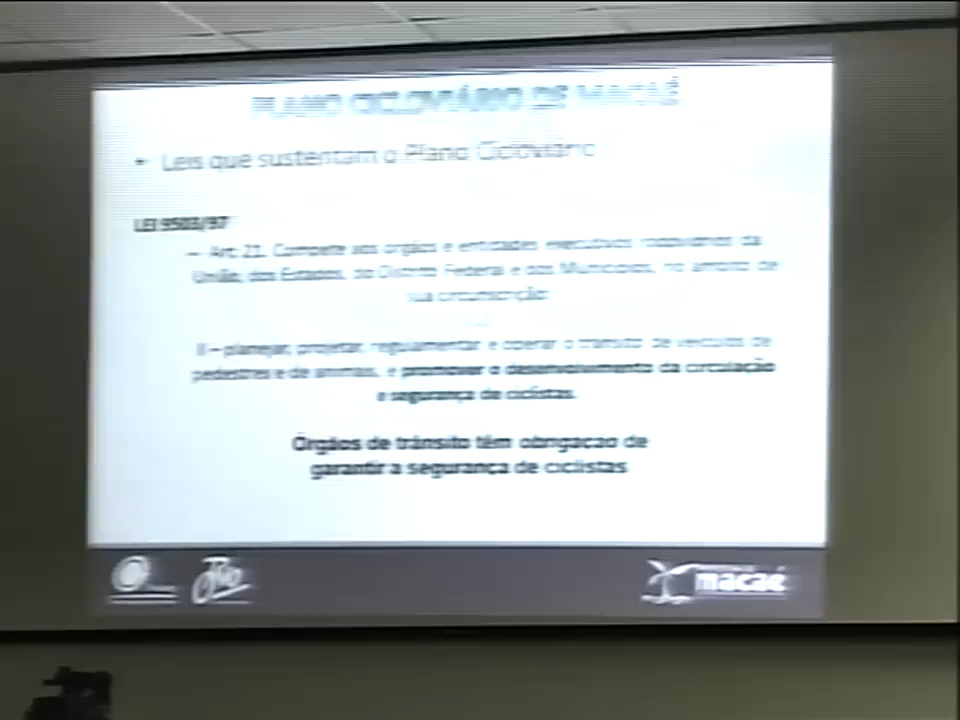 PLANO CICLOVIÁRIO DE MACAÉ
• Leis que sustentam o Plano Cicloviário
LEI 9503/97
– Art. 21. Compete aos órgãos e entidades executivos rodoviários da
União, dos Estados, do Distrito Federal e dos Municípios, no âmbito de
sua circunscrição:
II – planejar, projetar, regulamentar e operar o trânsito de veículos de
pedestres e de animais, e promover o desenvolvimento da circulação
e segurança de ciclistas.
Órgãos de trânsito têm obrigação de
garantir a segurança de ciclistas
macaé